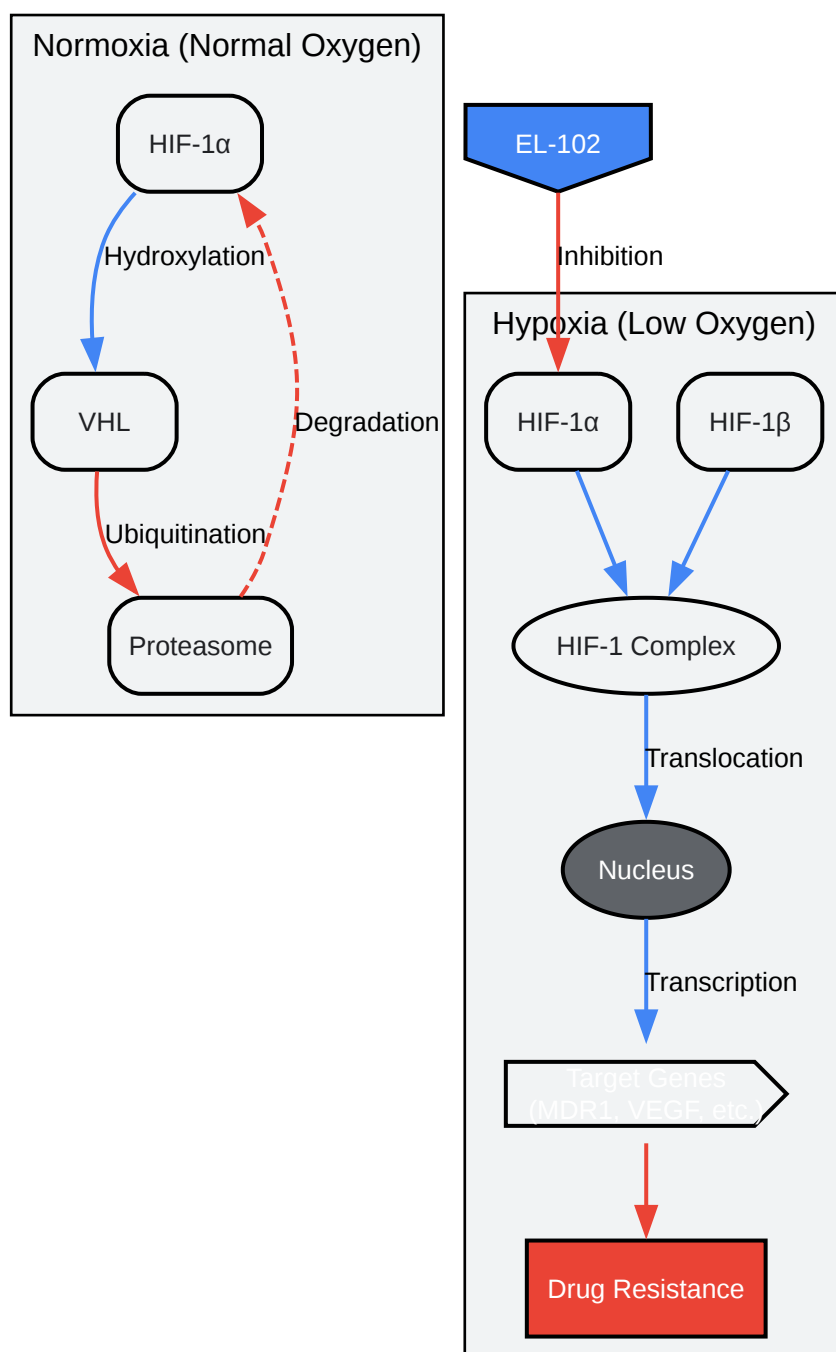 Normoxia (Normal Oxygen)
HIF-1α
Hydroxylation
VHL
Degradation
Ubiquitination
Proteasome
EL-102
Inhibition
Hypoxia (Low Oxygen)
HIF-1α
HIF-1β
HIF-1 Complex
Translocation
Nucleus
Transcription
Target Genes
(MDR1, VEGF, etc.)
Drug Resistance